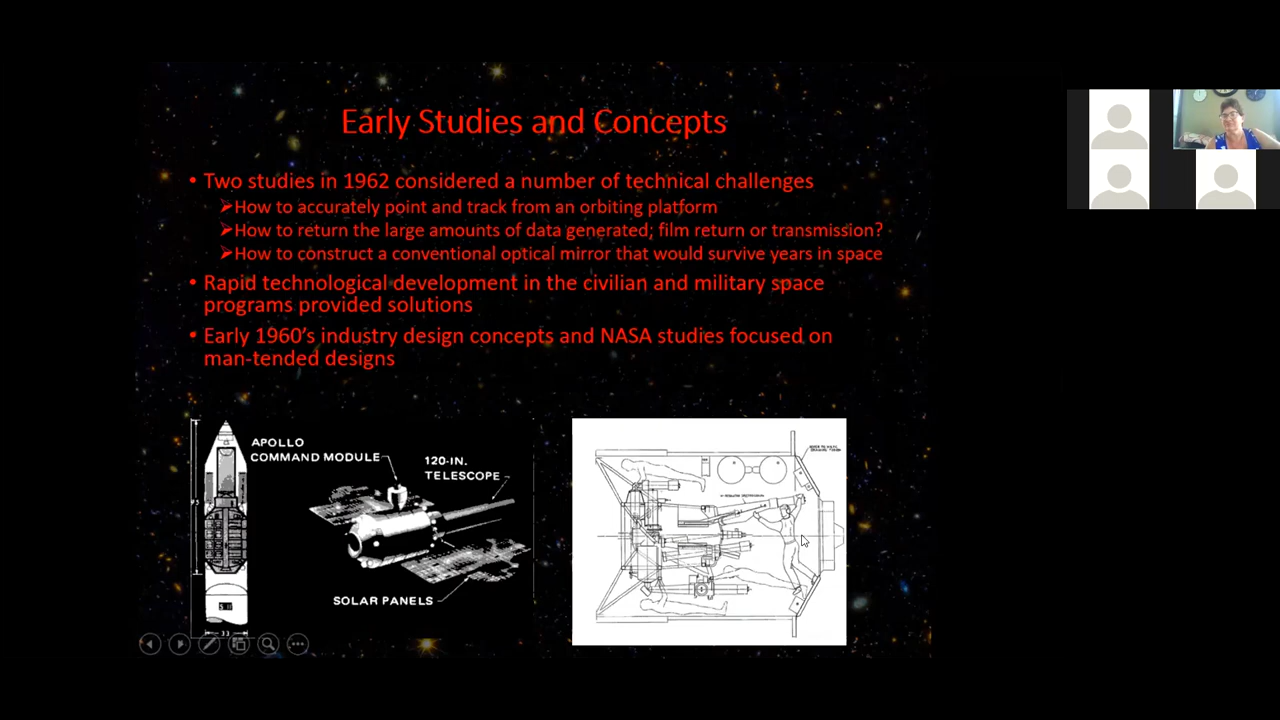 Early Studies and Concepts
• Two studies in 1962 considered a number of technical challenges
➢How to accurately point and track from an orbiting platform
➢How to return the large amounts of data generated; film return or transmission?
➢How to construct a conventional optical mirror that would survive years in space
• Rapid technological development in the civilian and military space
programs provided solutions
• Early 1960's industry design concepts and NASA studies focused on
man-tended designs
APOLLO
COMMAND MODULE
120-IN.
TELESCOPE
SOLAR PANELS
33